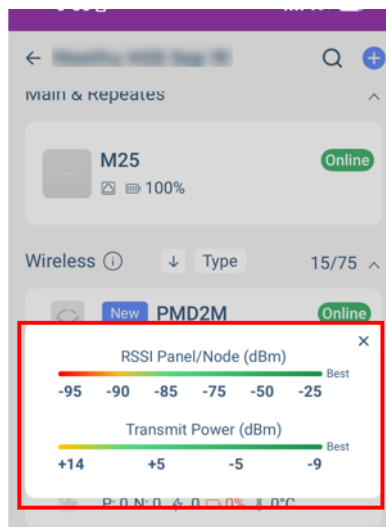 Main & Repeates
M25
Online
100%
Wireless
Type
15/75
New PMD2M
Online
RSSI Panel/Node (dBm)
Best
-95 -90 -85 -75 -50 -25
Transmit Power (dBm)
Best
+14 +5 -5 -9
P: 0 N: 0 0 0% 0°C